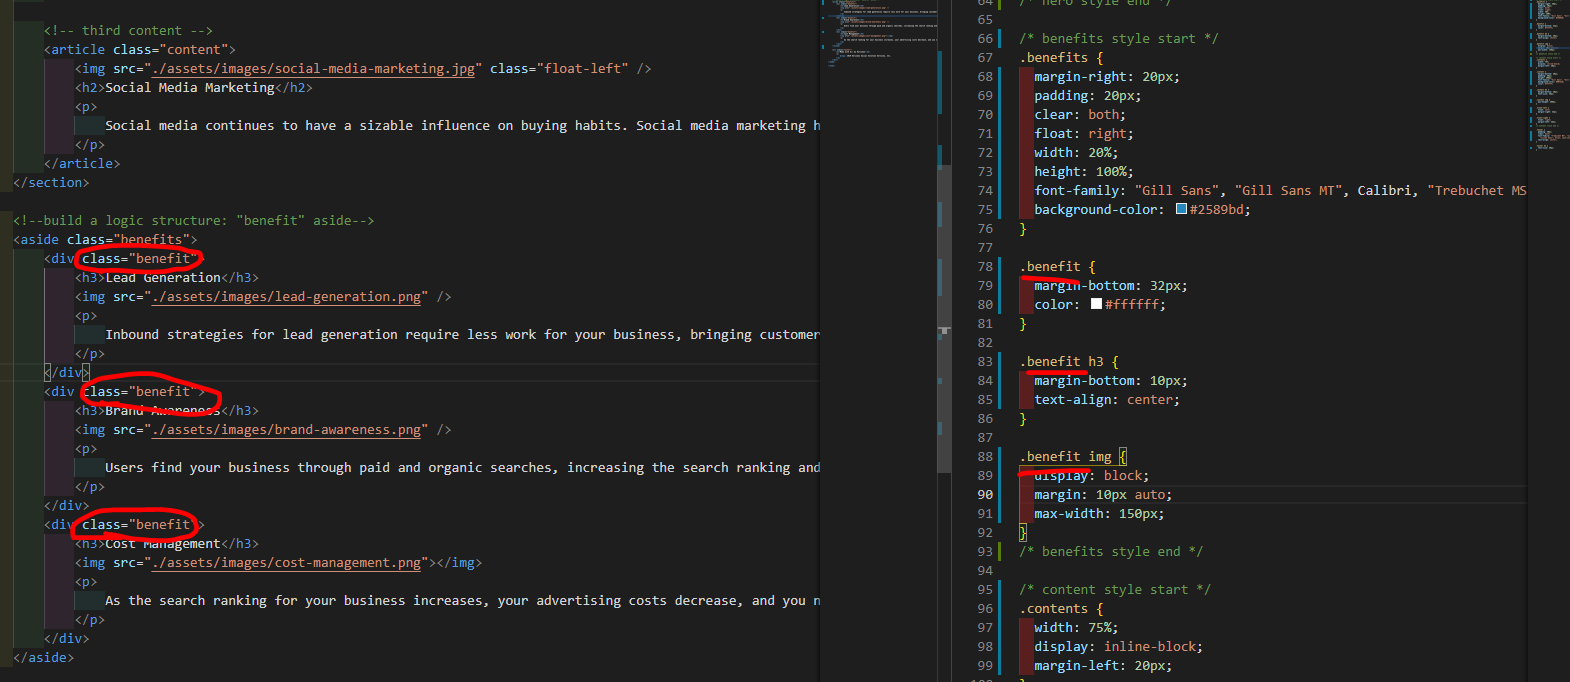 <!-- third content -->
<article class="content">
<img src="./assets/images/social-media-marketing.jpg" class="float-left" />
<h2>Social Media Marketing</h2>
<p>
Social media continues to have a sizable influence on buying habits. Social media marketing h
</p>
</article>
</section>
<!--build a logic structure: "benefit" aside-->
<aside class="benefits">
<div class="benefit">
<h3>Lead Generation</h3>
<img src="./assets/images/lead-generation.png" />
<p>
Inbound strategies for lead generation require less work for your business, bringing customer
</p>
</div>
<div class="benefit">
<h3>Brand Awareness</h3>
<img src="./assets/images/brand-awareness.png" />
<p>
Users find your business through paid and organic searches, increasing the search ranking and
</p>
</div>
<div class="benefit">
<h3>Cost Management</h3>
<img src="./assets/images/cost-management.png"></img>
<p>
As the search ranking for your business increases, your advertising costs decrease, and you n
</p>
</div>
</aside>
64 /* hero style end */
65
66 /* benefits style start */
67 .benefits {
68 margin-right: 20px;
69 padding: 20px;
70 clear: both;
71 float: right;
72 width: 20%;
73 height: 100%;
74 font-family: "Gill Sans", "Gill Sans MT", Calibri, "Trebuchet MS
75 background-color: #2589bd;
76 }
77
78 .benefit {
79 margin-bottom: 32px;
80 color: #ffffff;
81 }
82
83 .benefit h3 {
84 margin-bottom: 10px;
85 text-align: center;
86 }
87
88 .benefit img {
89 display: block;
90 margin: 10px auto;
91 max-width: 150px;
92 }
93 /* benefits style end */
94
95 /* content style start */
96 .contents {
97 width: 75%;
98 display: inline-block;
99 margin-left: 20px;